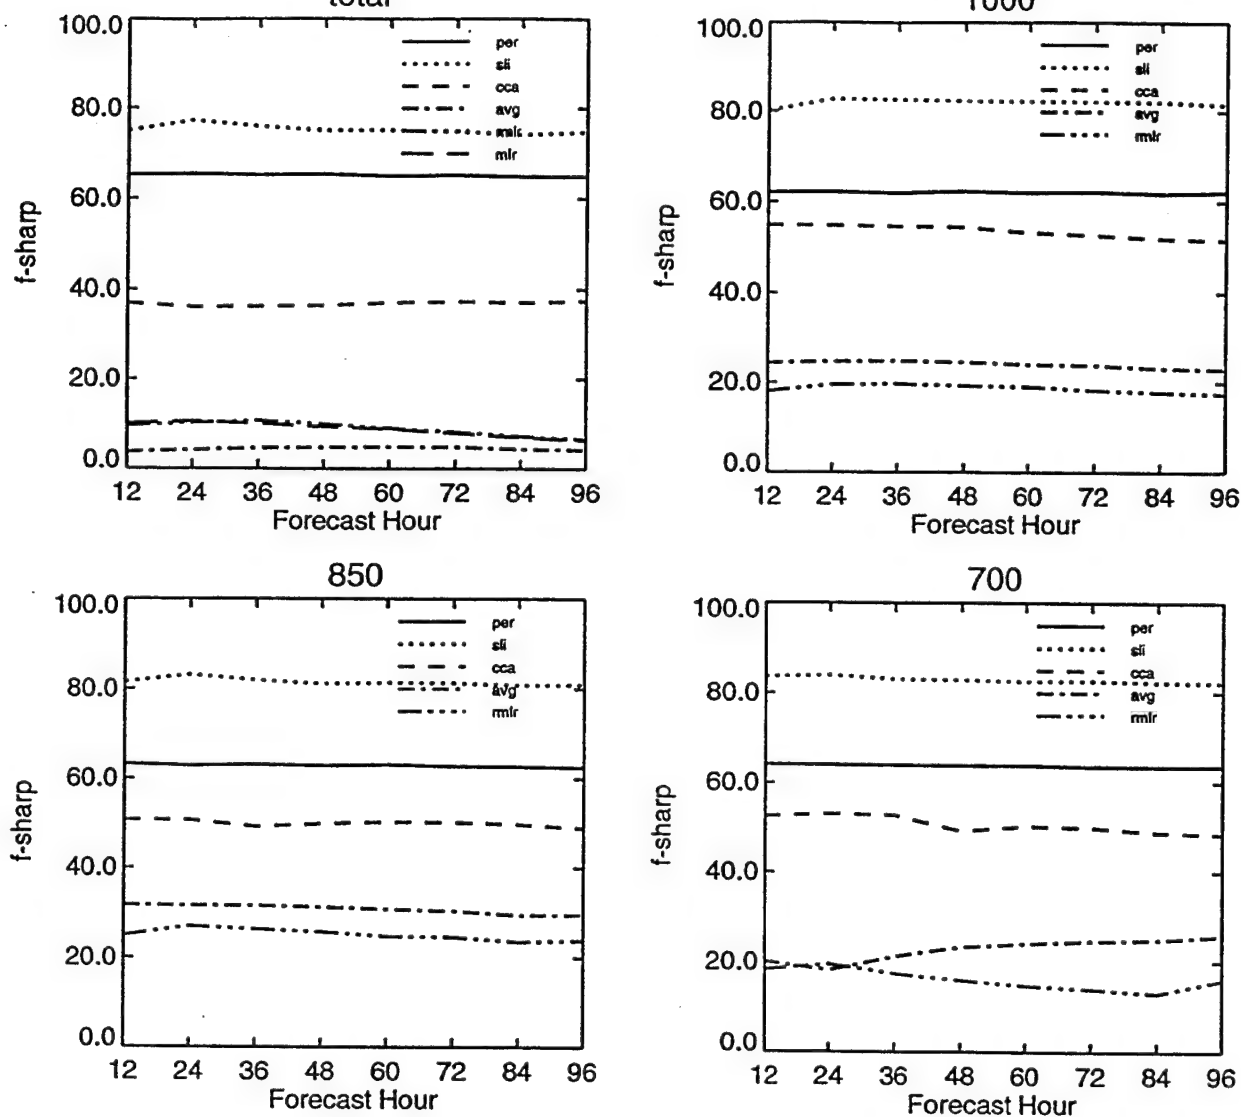 total
100.0
80.0
60.0
40.0
20.0
0.0
f-sharp
per
sli
cca
avg
rmlr
mlr
12 24 36 48 60 72 84 96
Forecast Hour
1000
100.0
80.0
60.0
40.0
20.0
0.0
f-sharp
per
sli
cca
avg
rmlr
12 24 36 48 60 72 84 96
Forecast Hour
850
100.0
80.0
60.0
40.0
20.0
0.0
f-sharp
per
sli
cca
avg
rmlr
12 24 36 48 60 72 84 96
Forecast Hour
700
100.0
80.0
60.0
40.0
20.0
0.0
f-sharp
per
sli
cca
avg
rmlr
12 24 36 48 60 72 84 96
Forecast Hour